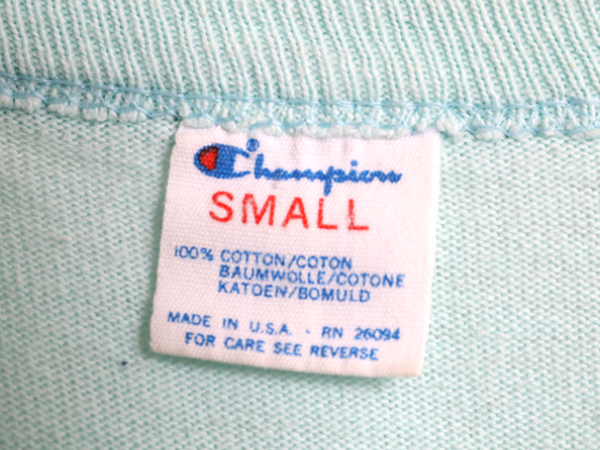 Champion
SMALL
100% COTTON/COTON
BAUMWOLLE/COTONE
KATOEN/BOMULD
MADE IN U.S.A. - RN 26094
FOR CARE SEE REVERSE